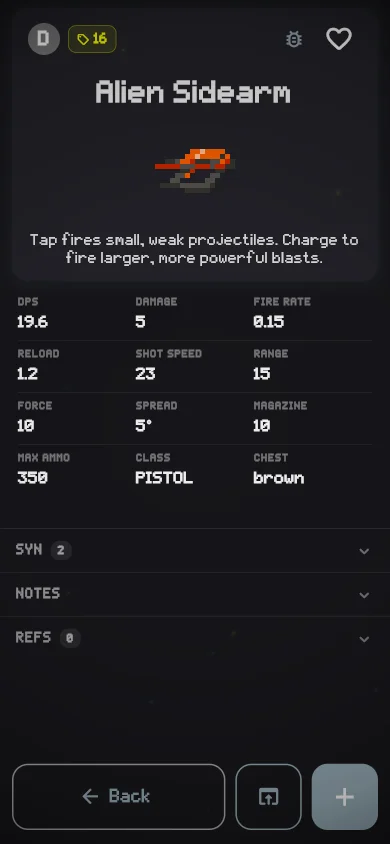 D
16
Alien Sidearm
Tap fires small, weak projectiles. Charge to
fire larger, more powerful blasts.
DPS DAMAGE FIRE RATE
19.6 5 0.15
RELOAD SHOT SPEED RANGE
1.2 23 15
FORCE SPREAD MAGAZINE
10 5° 10
MAX AMMO CLASS CHEST
350 PISTOL brown
SYN 2
NOTES
REFS 0
← Back